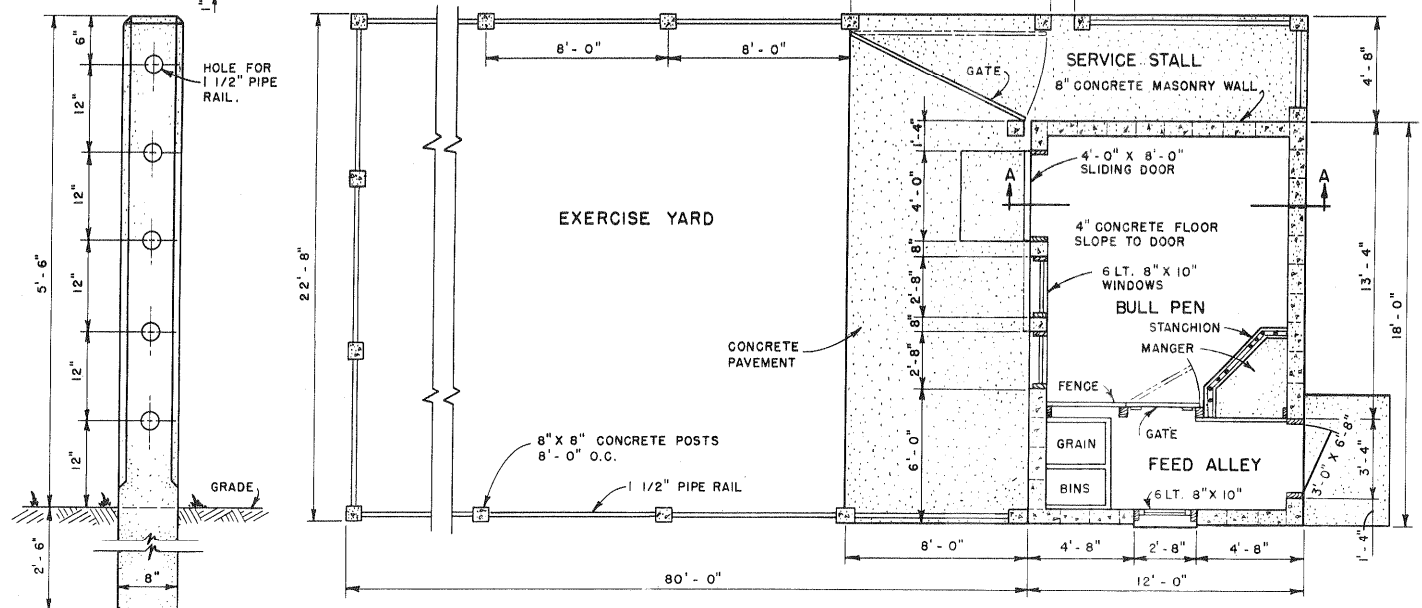 1"
6"
HOLE FOR
1 1/2" PIPE
RAIL.
12"
12"
12"
12"
12"
5'-6"
2'-6"
GRADE
8"
22'-8"
8'-0"
8'-0"
EXERCISE YARD
8"X 8" CONCRETE POSTS
8'-0" O.C.
1 1/2" PIPE RAIL
CONCRETE
PAVEMENT
GATE
SERVICE STALL
8" CONCRETE MASONRY WALL
4'-8"
1'-4"
4'-0"
8"
2'-8"
8"
2'-8"
6'-0"
4'-0" X 8'-0"
SLIDING DOOR
A
A
4" CONCRETE FLOOR
SLOPE TO DOOR
6 LT. 8" X 10"
WINDOWS
BULL PEN
STANCHION
MANGER
FENCE
GATE
GRAIN
BINS
FEED ALLEY
6 LT. 8" X 10"
3'0" X 6'-8"
13'-4"
18'-0"
3'-4"
1'-4"
8'-0"
4'-8"
2'-8"
4'-8"
80'-0"
12'-0"